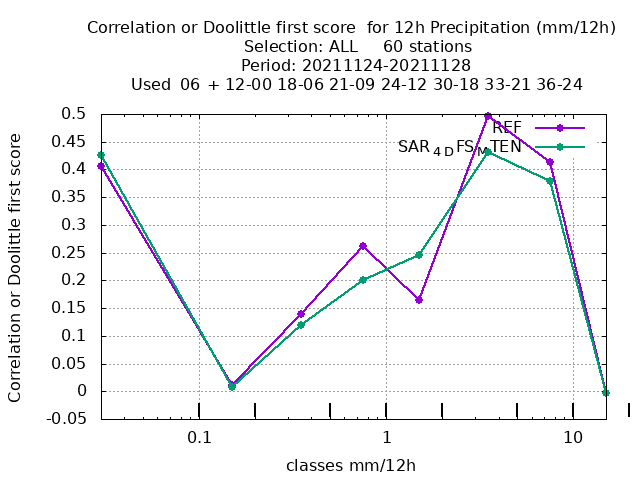 Correlation or Doolittle first score  for 12h Precipitation (mm/12h)
Selection: ALL     60 stations
Period: 20211124-20211128
Used  06 + 12-00 18-06 21-09 24-12 30-18 33-21 36-24
Correlation or Doolittle first score
0.5
0.45
0.4
0.35
0.3
0.25
0.2
0.15
0.1
0.05
0
-0.05
REF
SAR4DFSMTEN
0.1
1
10
classes mm/12h